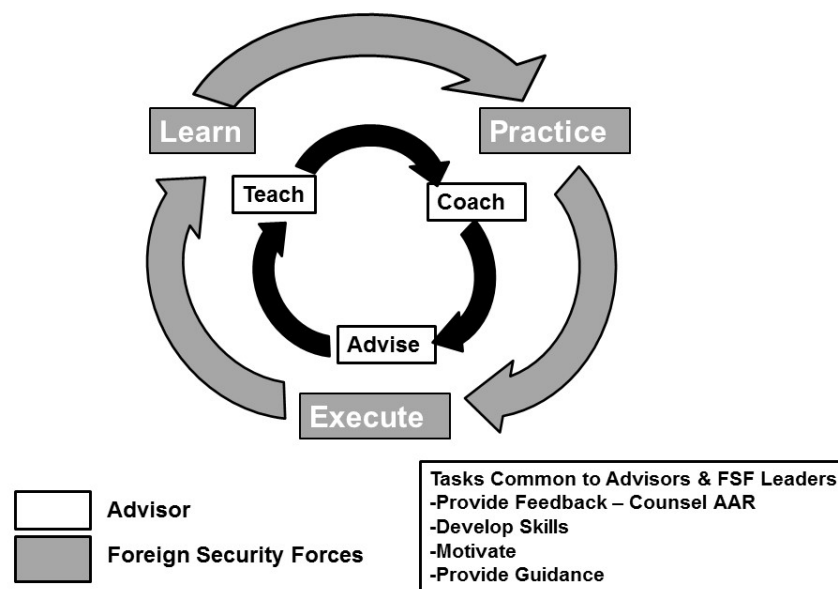 Learn
Practice
Teach
Coach
Advise
Execute
Advisor
Foreign Security Forces
Tasks Common to Advisors & FSF Leaders
-Provide Feedback – Counsel AAR
-Develop Skills
-Motivate
-Provide Guidance